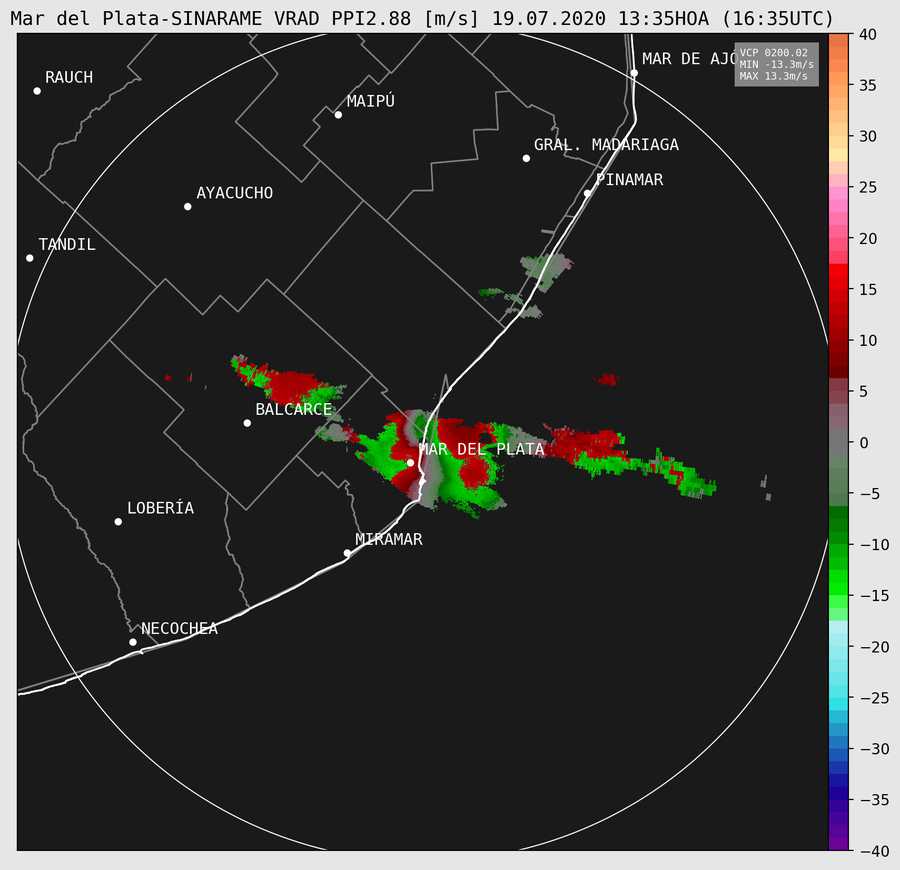 Mar del Plata-SINARAME VRAD PPI2.88 [m/s] 19.07.2020 13:35HOA (16:35UTC)
VCP 0200.02
MIN -13.3m/s
MAX 13.3m/s
MAR DE AJÓ
RAUCH
MAIPÚ
GRAL. MADARIAGA
PINAMAR
AYACUCHO
TANDIL
BALCARCE
MAR DEL PLATA
LOBERÍA
MIRAMAR
NECOCHEA
40
35
30
25
20
15
10
5
0
−5
−10
−15
−20
−25
−30
−35
−40